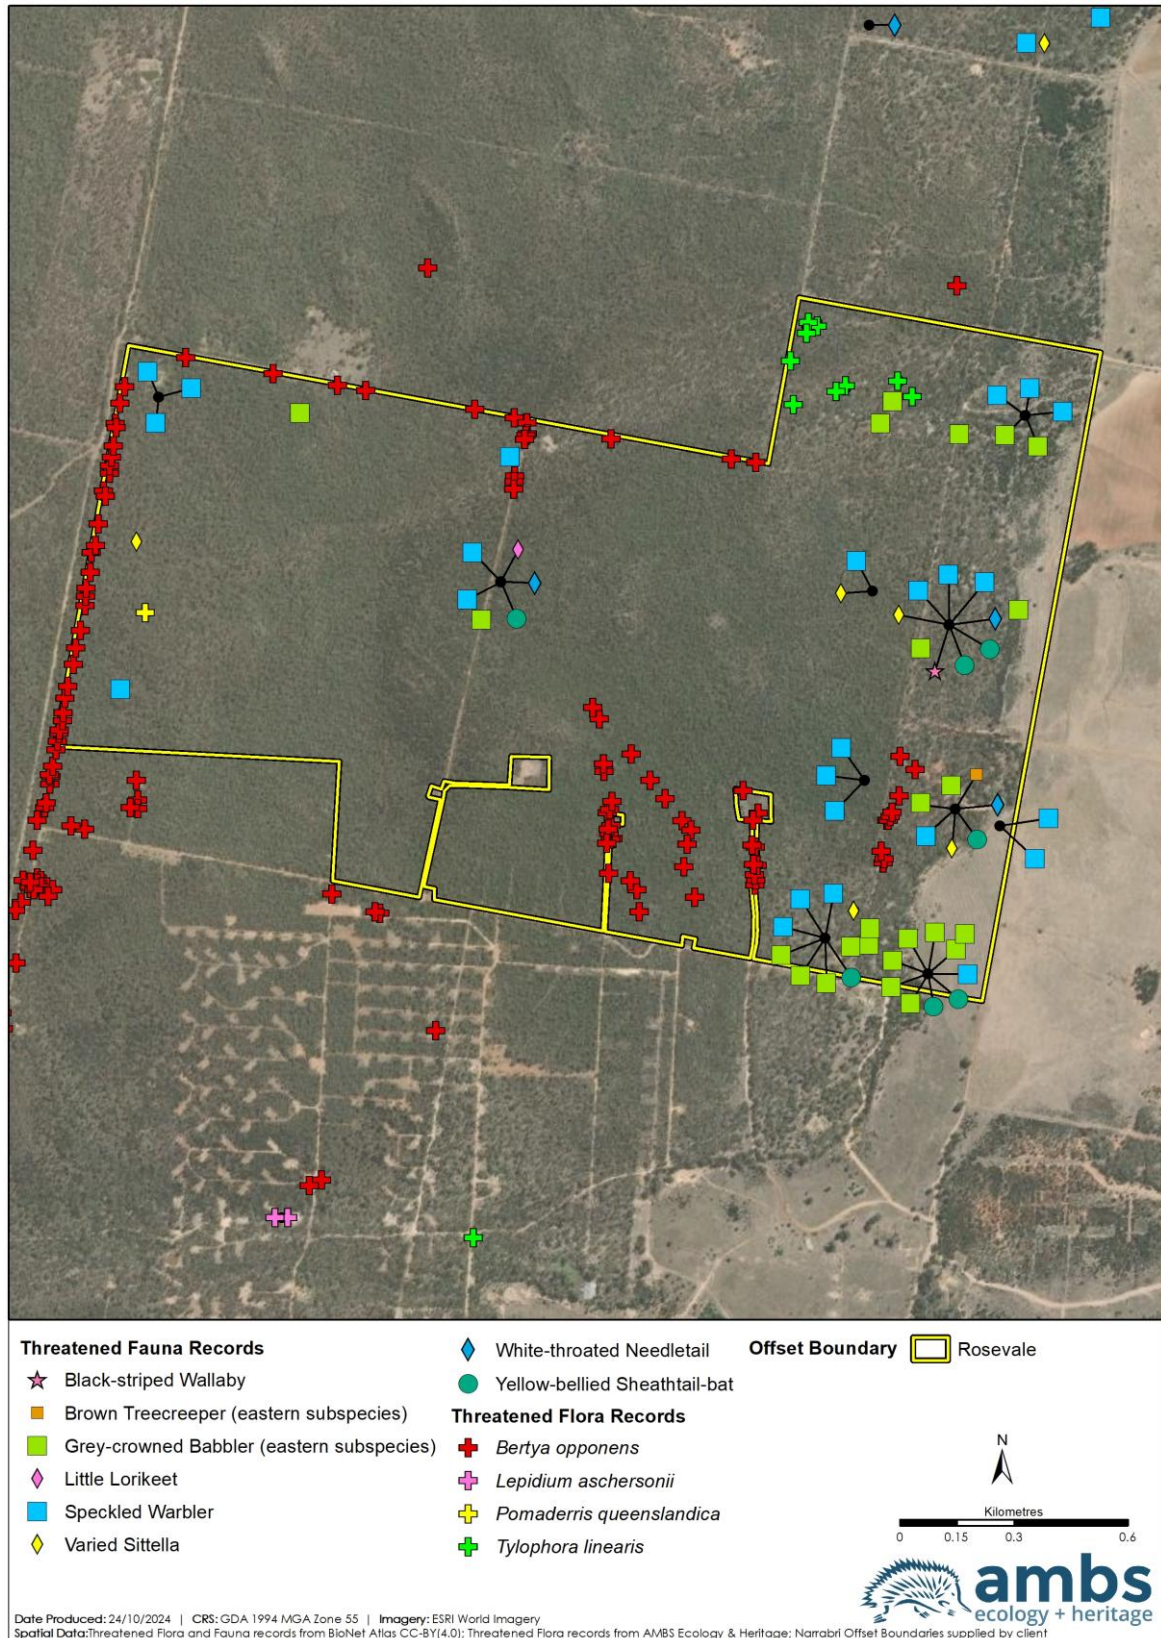 Threatened Fauna Records
Black-striped Wallaby
Brown Treecreeper (eastern subspecies)
Grey-crowned Babbler (eastern subspecies)
Little Lorikeet
Speckled Warbler
Varied Sittella
White-throated Needletail
Yellow-bellied Sheathtail-bat
Threatened Flora Records
Bertya opponens
Lepidium aschersonii
Pomaderris queenslandica
Tylophora linearis
Offset Boundary Rosevale
N
Kilometres
0 0.15 0.3 0.6
ambs
ecology + heritage
Date Produced: 24/10/2024 | CRS: GDA 1994 MGA Zone 55 | Imagery: ESRI World Imagery
Spatial Data:Threatened Flora and Fauna records from BioNet Atlas CC-BY(4.0); Threatened Flora records from AMBS Ecology & Heritage; Narrabri Offset Boundaries supplied by client